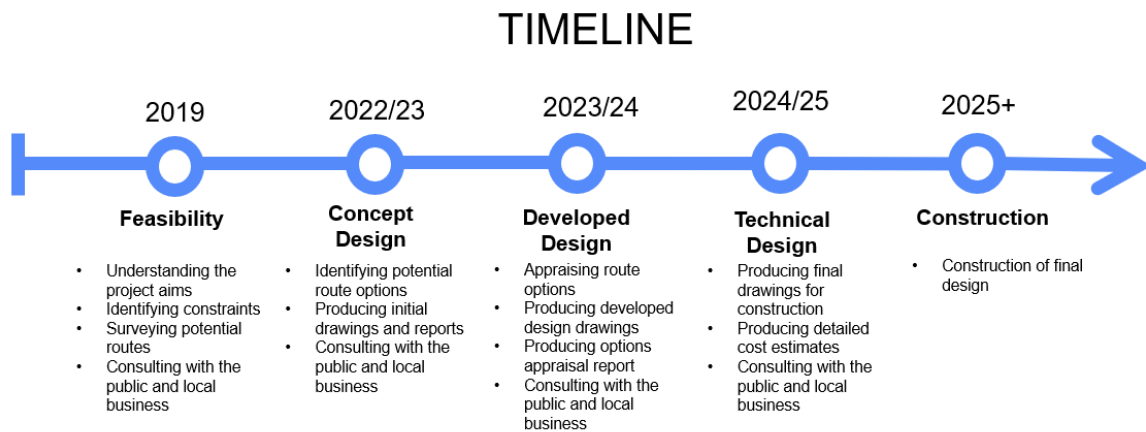 TIMELINE
2019
2022/23
2023/24
2024/25
2025+
Feasibility
• Understanding the
project aims
• Identifying constraints
• Surveying potential
routes
• Consulting with the
public and local
business
Concept
Design
• Identifying potential
route options
• Producing initial
drawings and reports
• Consulting with the
public and local
business
Developed
Design
• Appraising route
options
• Producing developed
design drawings
• Producing options
appraisal report
• Consulting with the
public and local
business
Technical
Design
• Producing final
drawings for
construction
• Producing detailed
cost estimates
• Consulting with the
public and local
business
Construction
• Construction of final
design